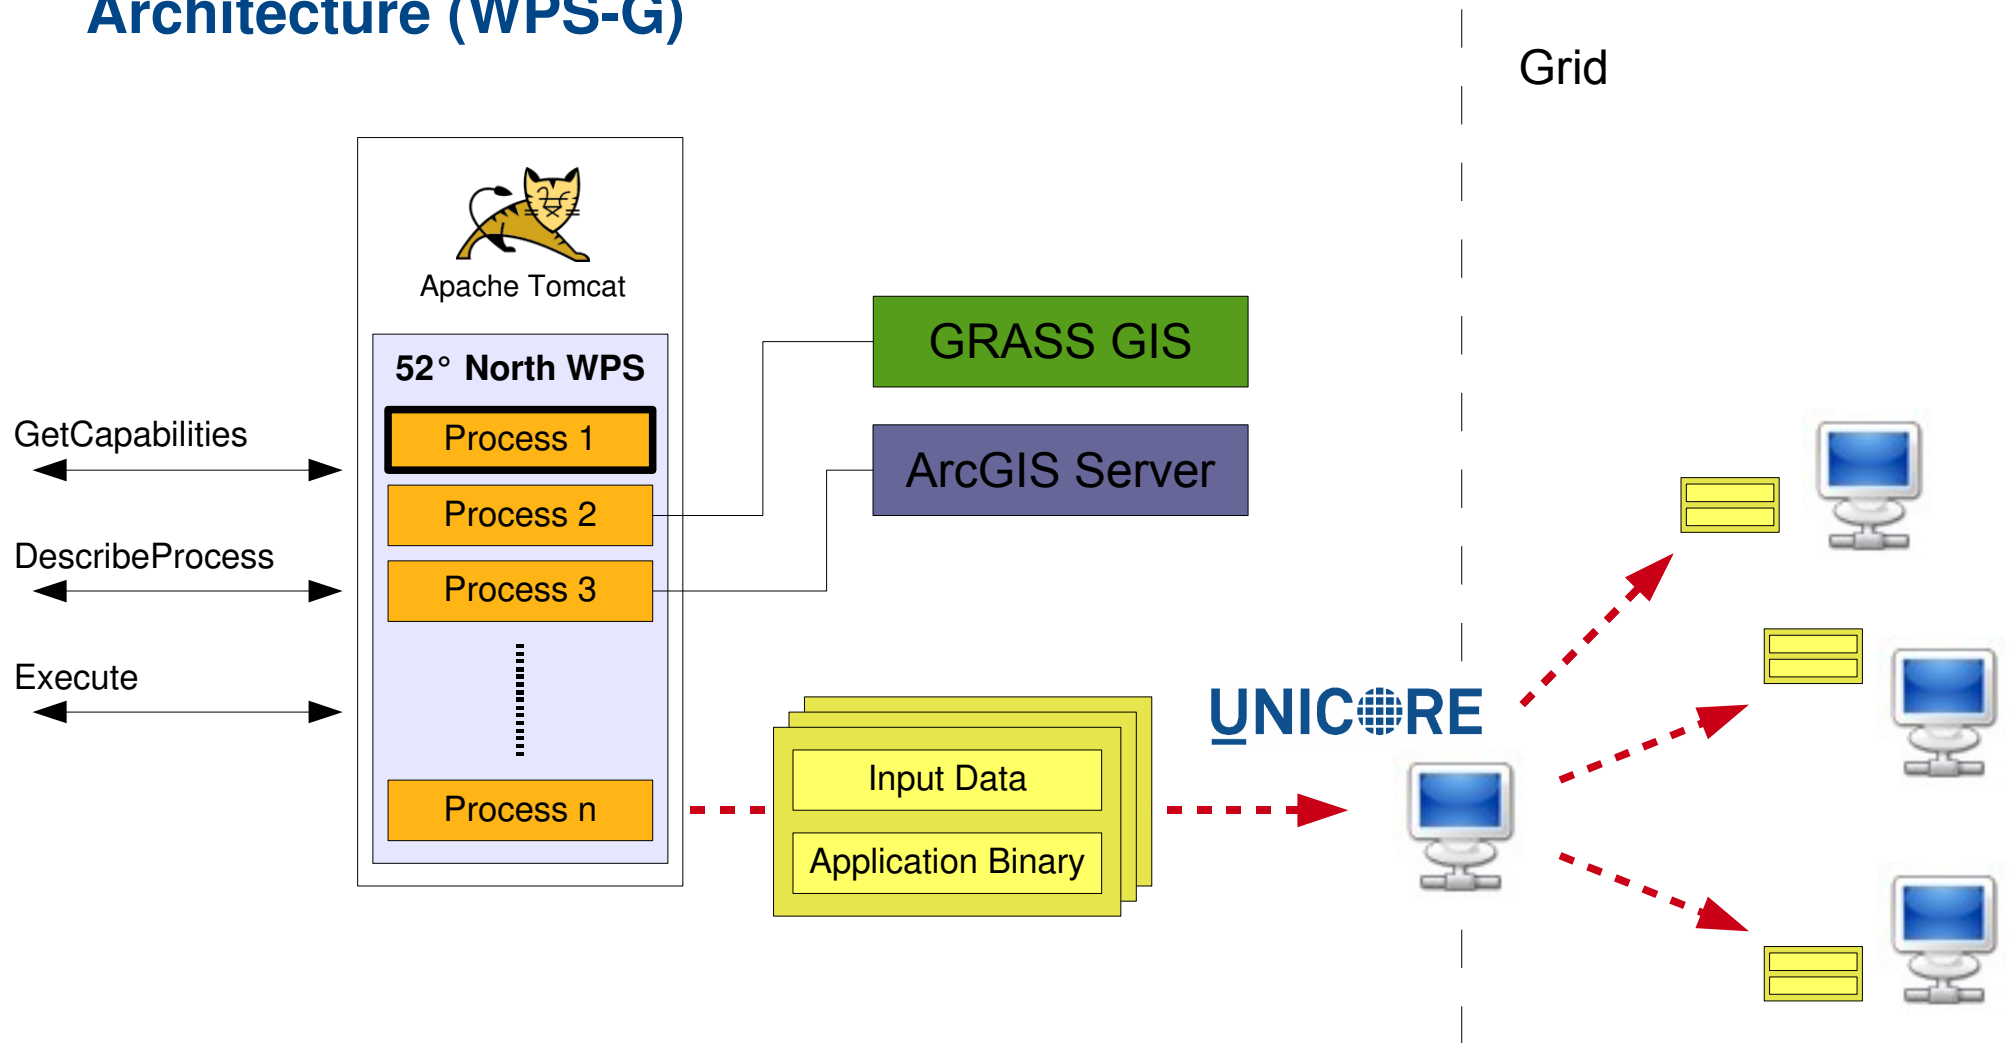 Architecture (WPS-G)
Grid
Apache Tomcat
52° North WPS
Process 1
Process 2
Process 3
Process n
GetCapabilities
DescribeProcess
Execute
GRASS GIS
ArcGIS Server
Input Data
Application Binary
UNICORE